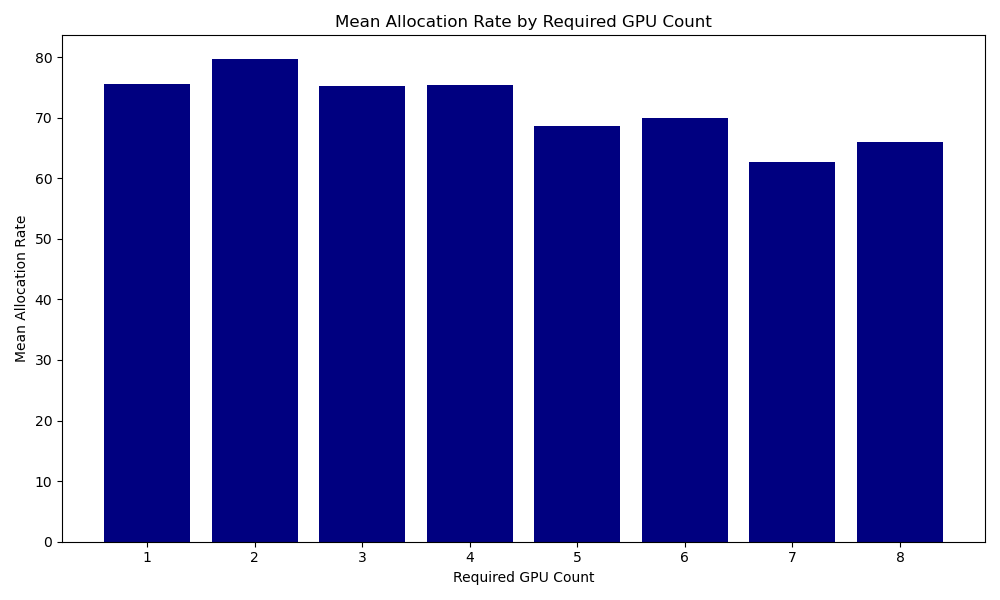 Mean Allocation Rate by Required GPU Count
Mean Allocation Rate
80
70
60
50
40
30
20
10
0
1 2 3 4 5 6 7 8
Required GPU Count